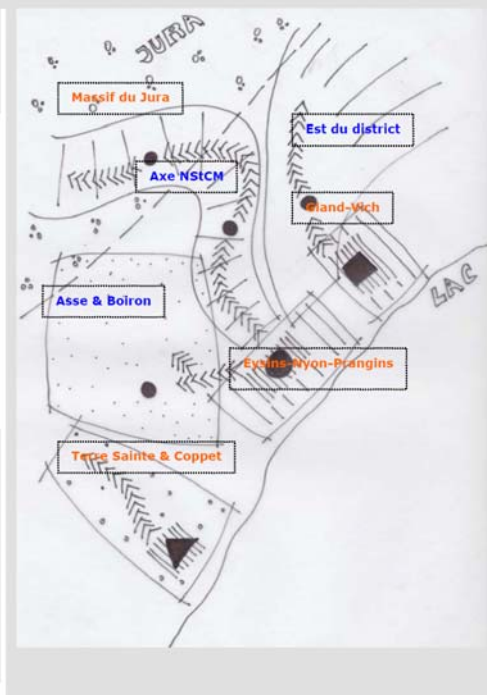 JURA
Massif du Jura
Est du district
Axe NStCM
Gland-Vich
Asse & Boiron
LAC
Eysins-Nyon-Prangins
Terre Sainte & Coppet